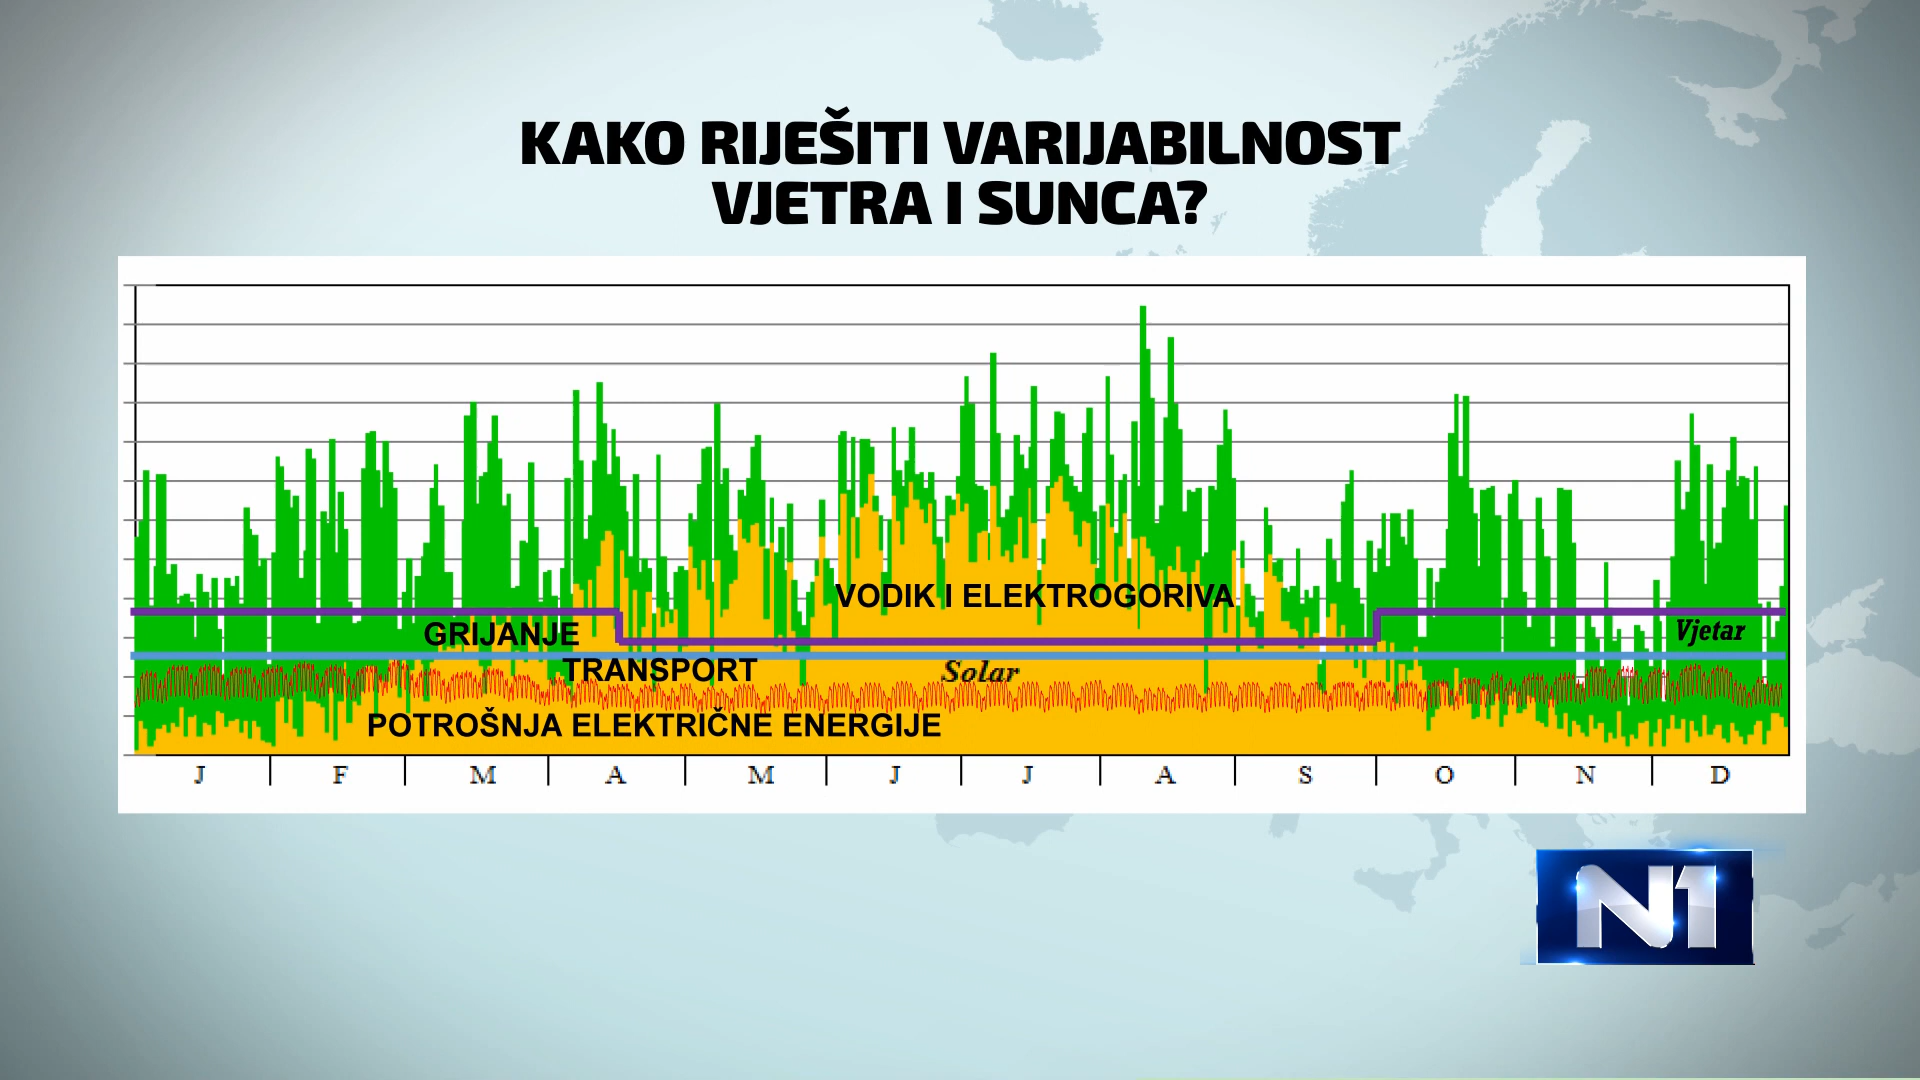 KAKO RIJEŠITI VARIJABILNOST
VJETRA I SUNCA?
VODIK I ELEKTROGORIVA
GRIJANJE
Vjetar
TRANSPORT
Solar
POTROŠNJA ELEKTRIČNE ENERGIJE
J F M A M J J A S O N D
N1